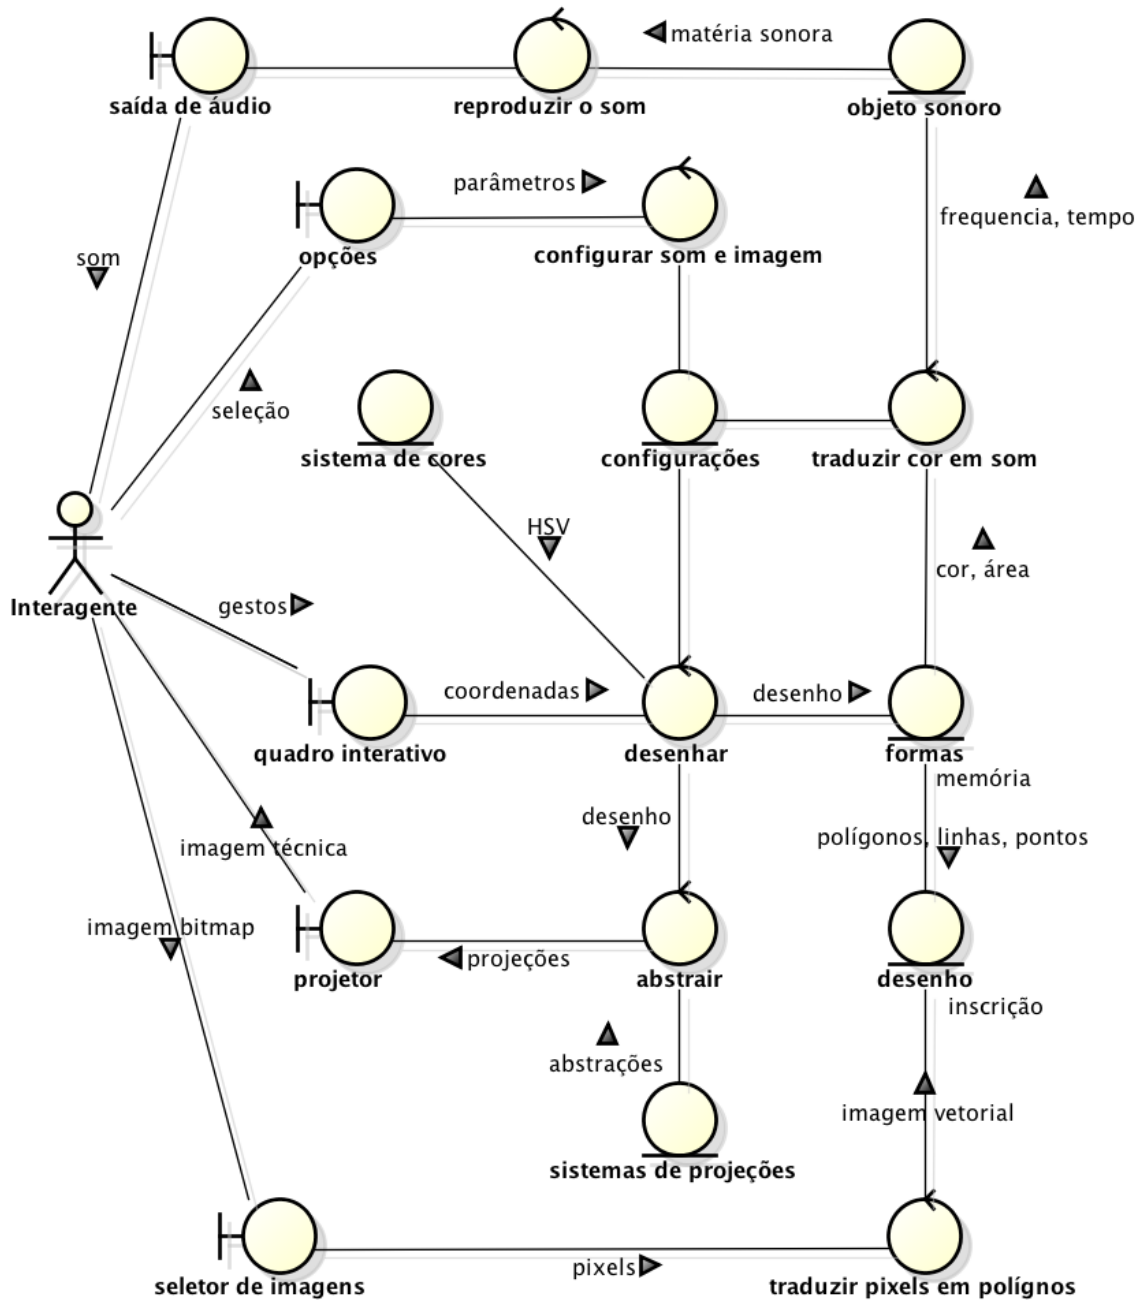 matéria sonora
saída de áudio
reproduzir o som
objeto sonoro
parâmetros
frequencia, tempo
som
opções
configurar som e imagem
seleção
sistema de cores
configurações
traduzir cor em som
HSV
cor, área
Interagente
gestos
coordenadas
desenho
quadro interativo
desenhar
formas
memória
desenho
polígonos, linhas, pontos
imagem técnica
imagem bitmap
projeções
projetor
abstrair
desenho
inscrição
abstrações
imagem vetorial
sistemas de projeções
pixels
seletor de imagens
traduzir pixels em polígnos